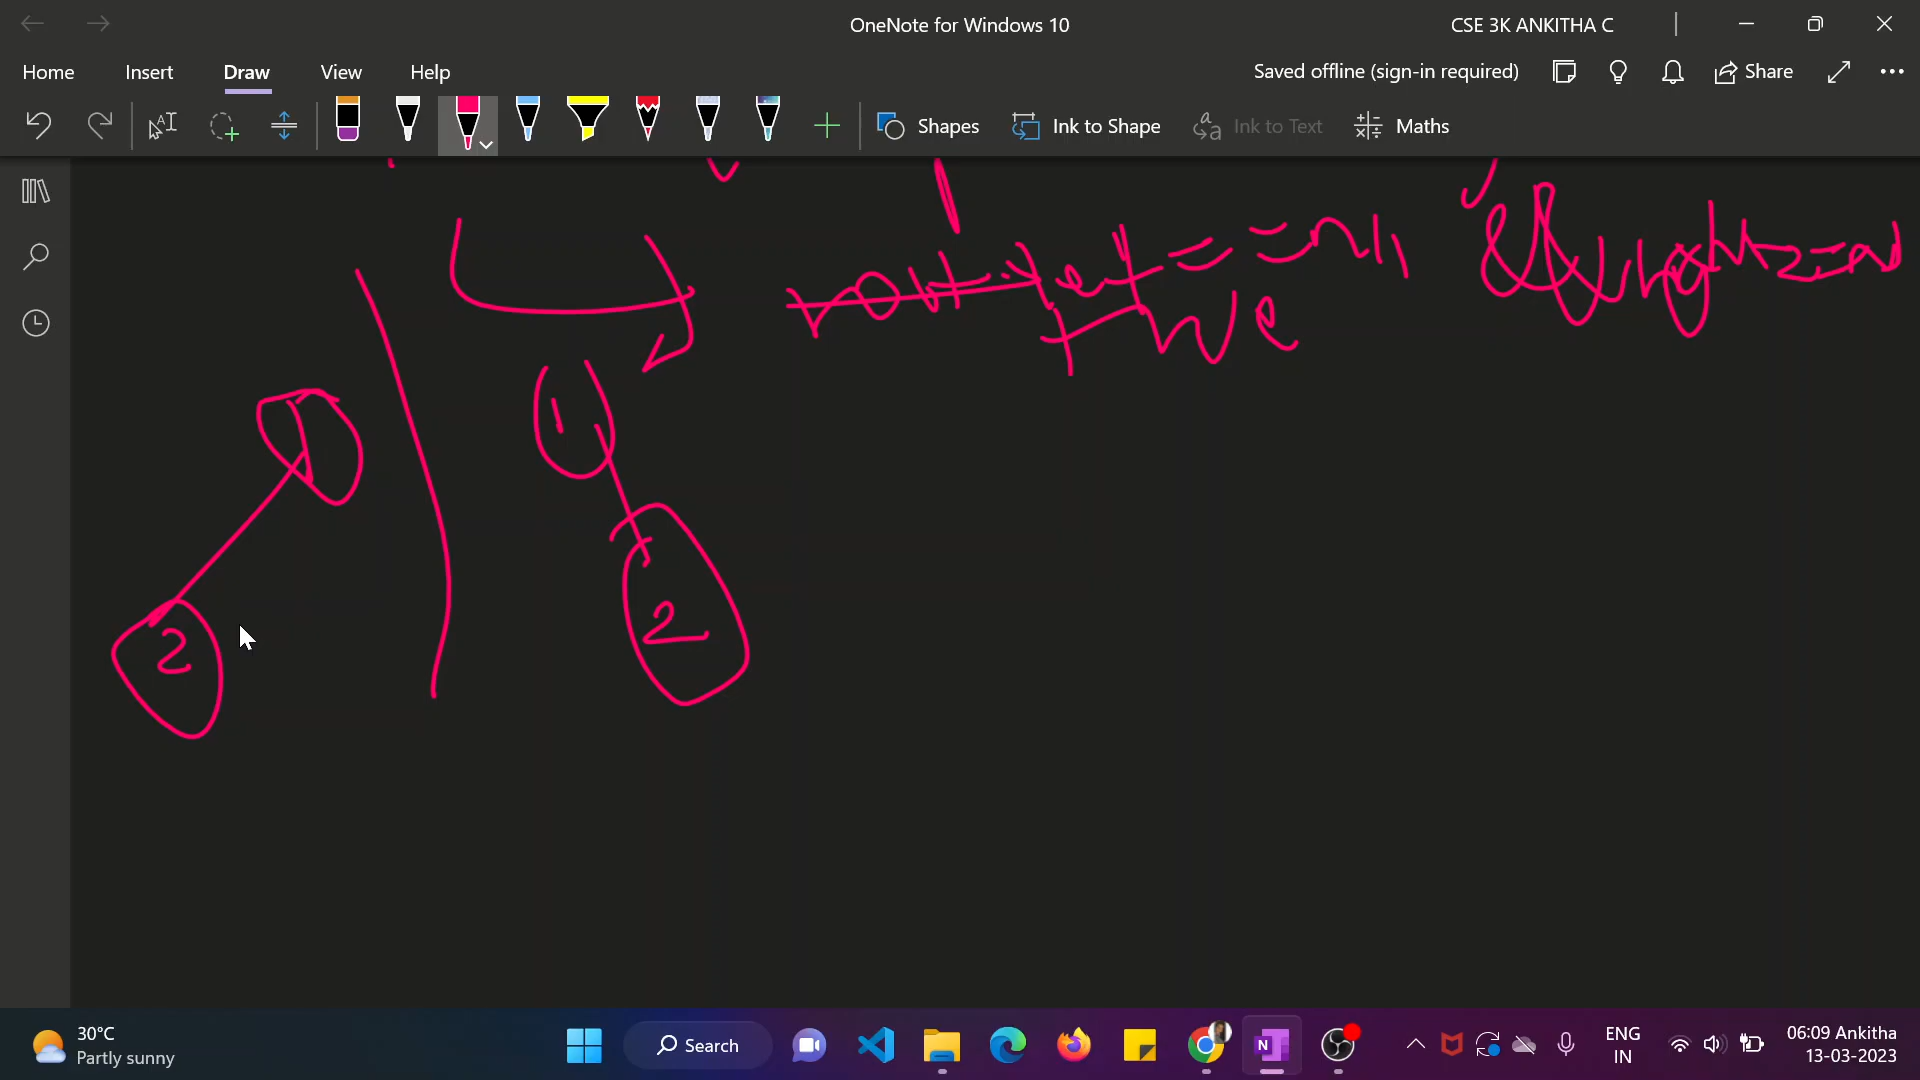 OneNote for Windows 10
CSE 3K ANKITHA C
Home Insert Draw View Help
Saved offline (sign-in required) Share
Shapes Ink to Shape Ink to Text Maths
1 1
2 2
30°C
Partly sunny
Search
ENG
IN
06:09 Ankitha
13-03-2023